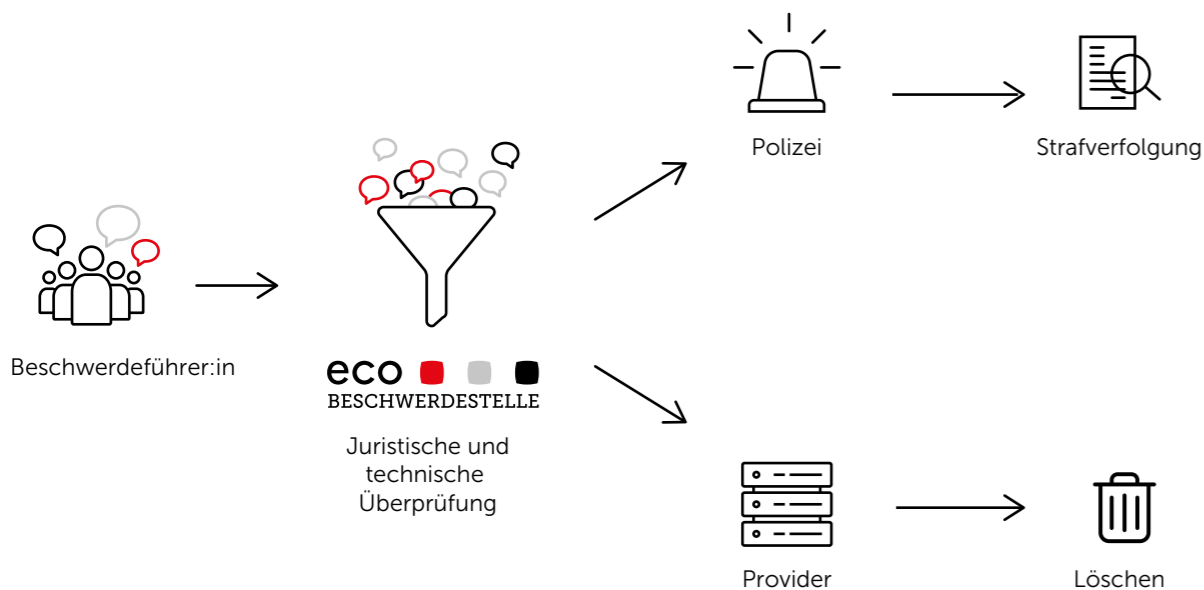 Beschwerdeführer:in
eco
BESCHWERDESTELLE
Juristische und
technische
Überprüfung
Polizei
Strafverfolgung
Provider
Löschen